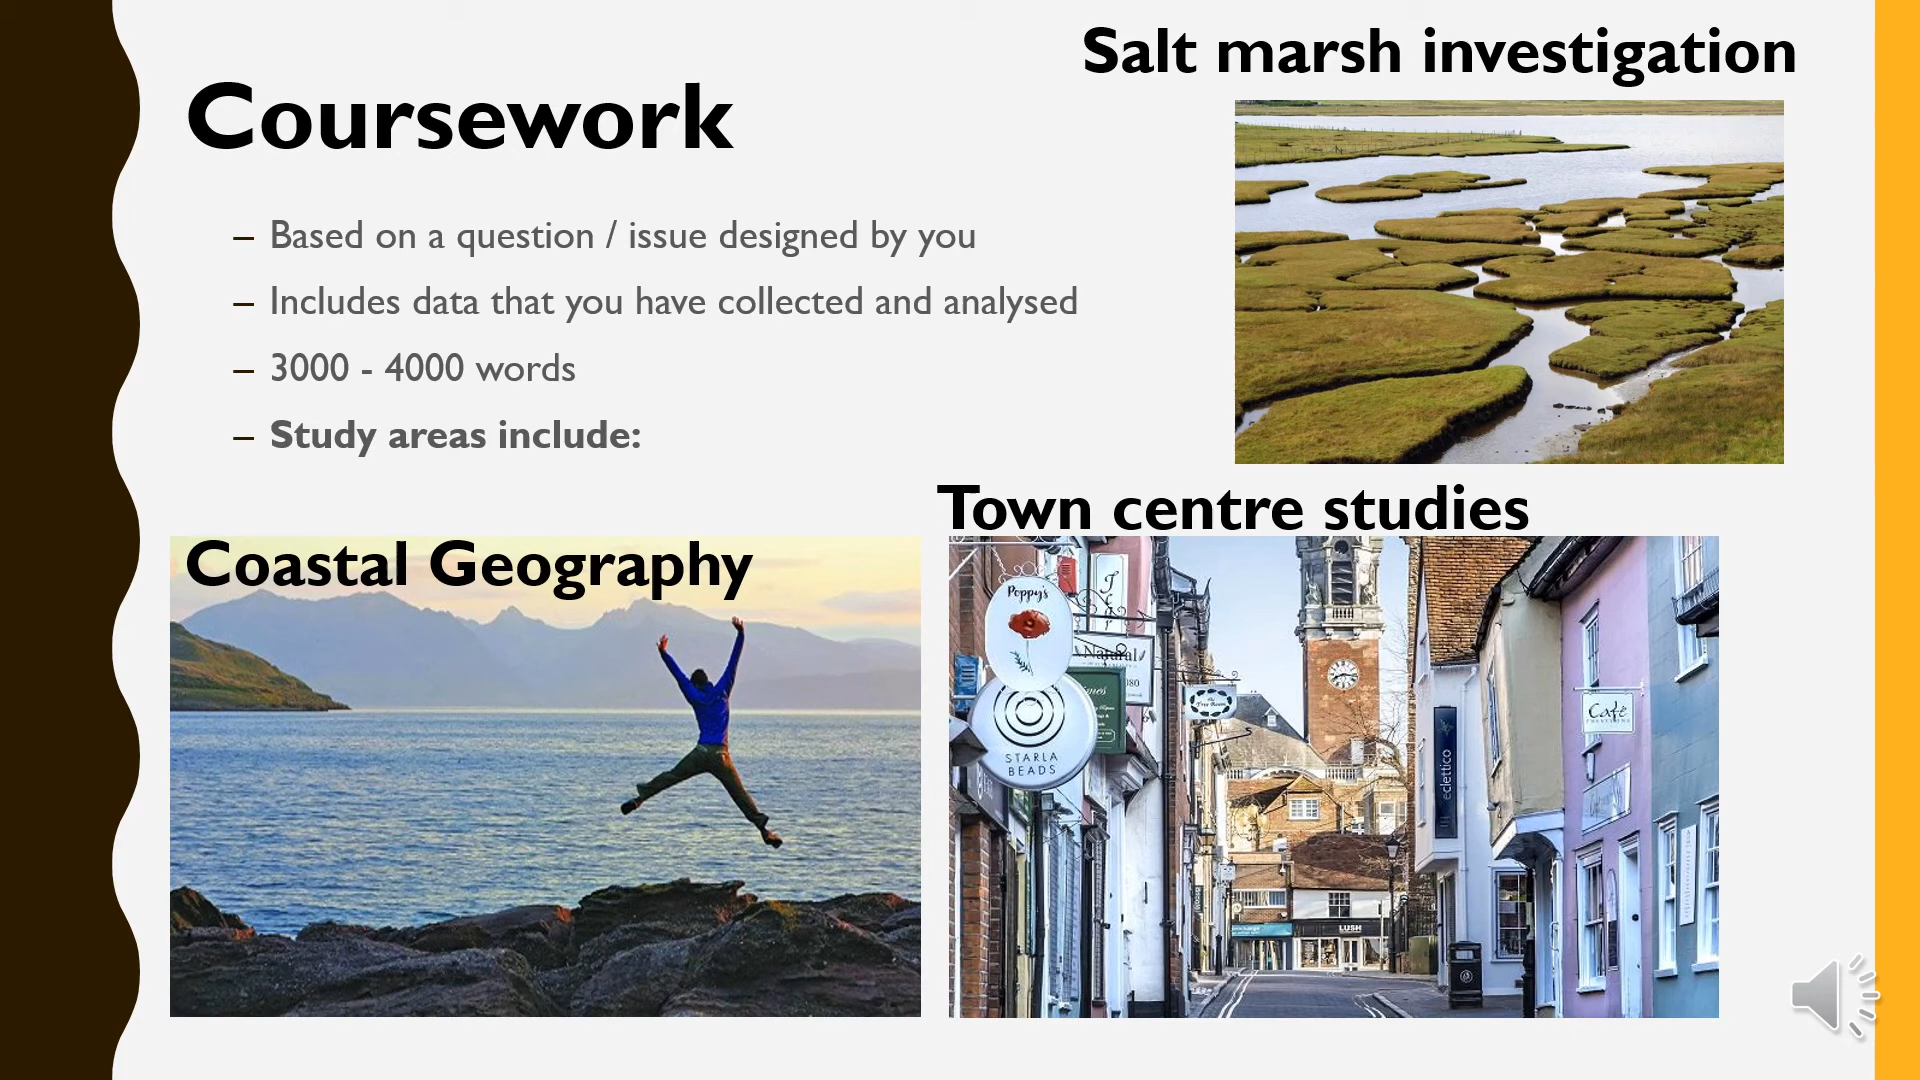 Salt marsh investigation
Coursework
– Based on a question / issue designed by you
– Includes data that you have collected and analysed
– 3000 - 4000 words
– Study areas include:
Town centre studies
Coastal Geography
Poppy's
Natural
STARLA
BEADS
Café
eclettico
LUSH